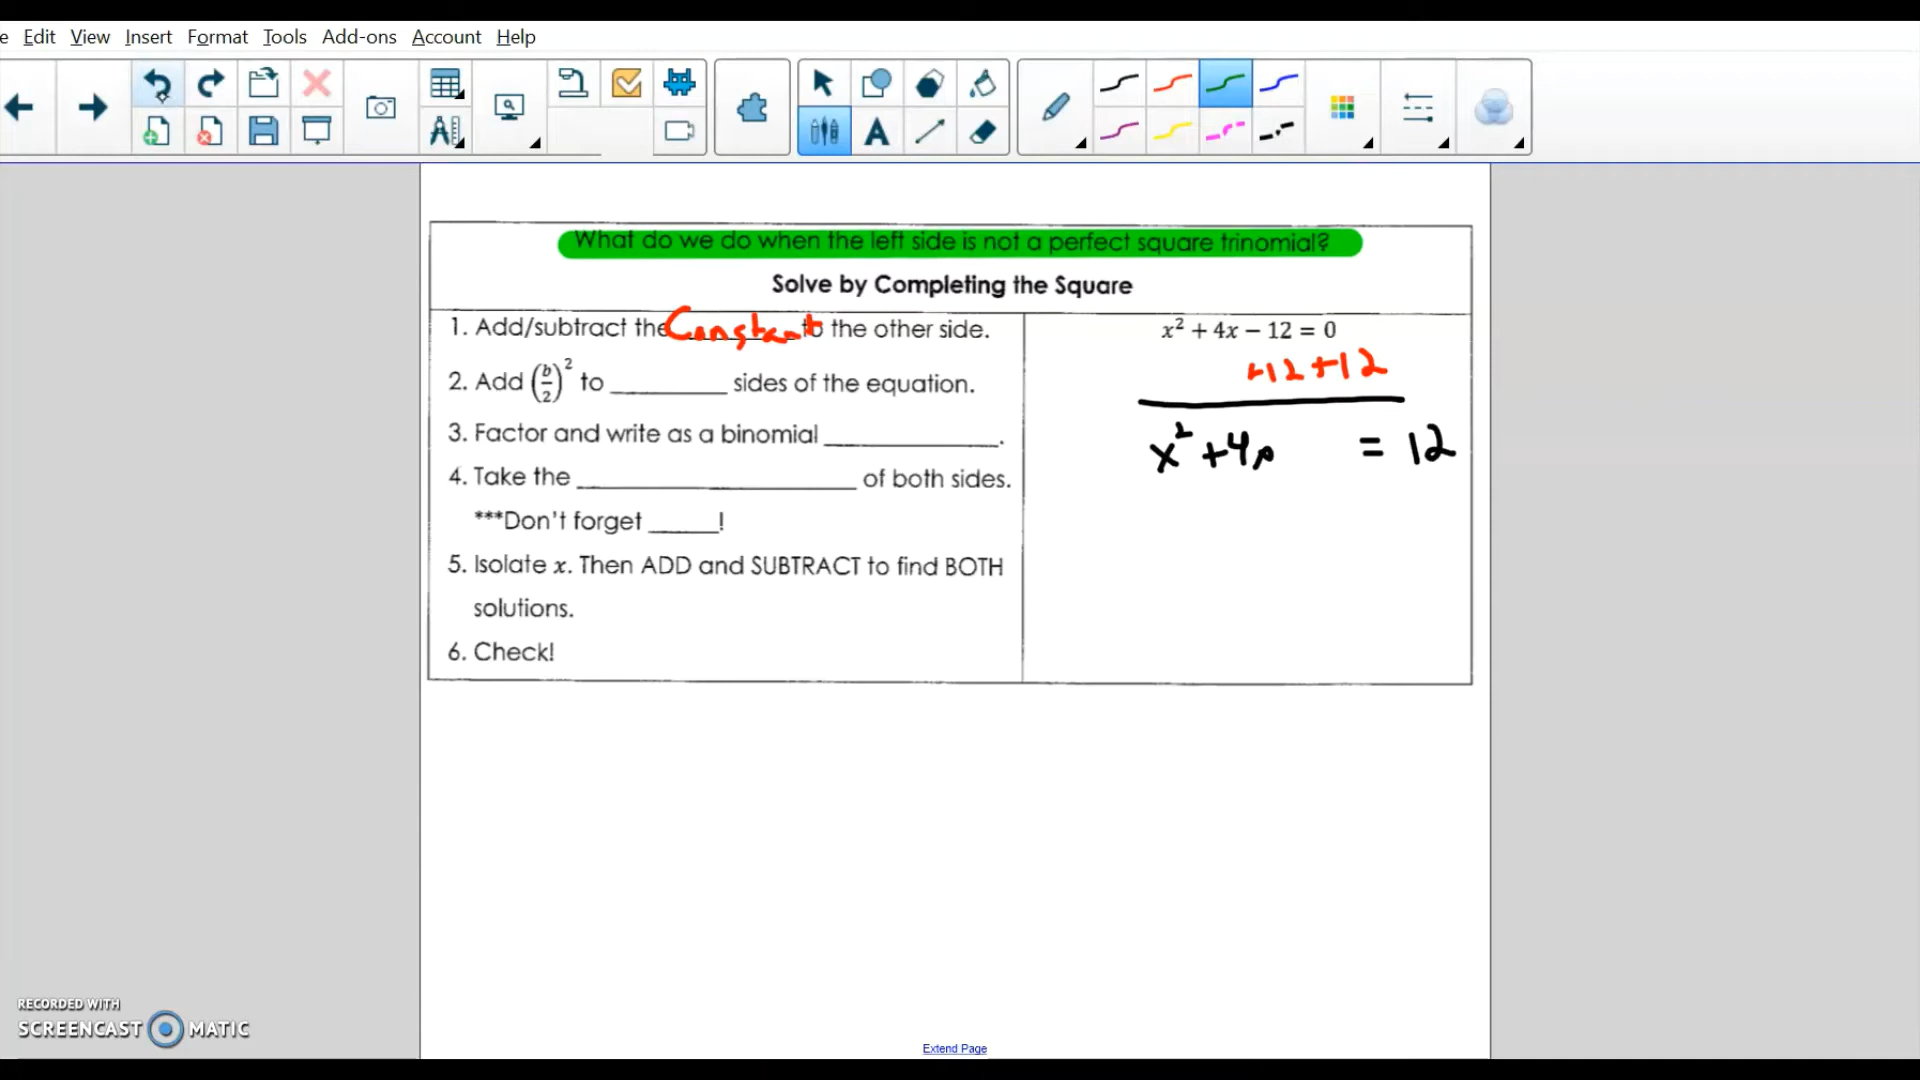 e Edit View Insert Format Tools Add-ons Account Help
What do we do when the left side is not a perfect square trinomial?
Solve by Completing the Square
1. Add/subtract the Constant to the other side.
x² + 4x − 12 = 0
+12 +12
2. Add (b/2)² to ________ sides of the equation.
x² + 4x = 12
3. Factor and write as a binomial ____________.
4. Take the ___________________ of both sides.
***Don't forget _____!
5. Isolate x. Then ADD and SUBTRACT to find BOTH
solutions.
6. Check!
RECORDED WITH
SCREENCAST MATIC
Extend Page